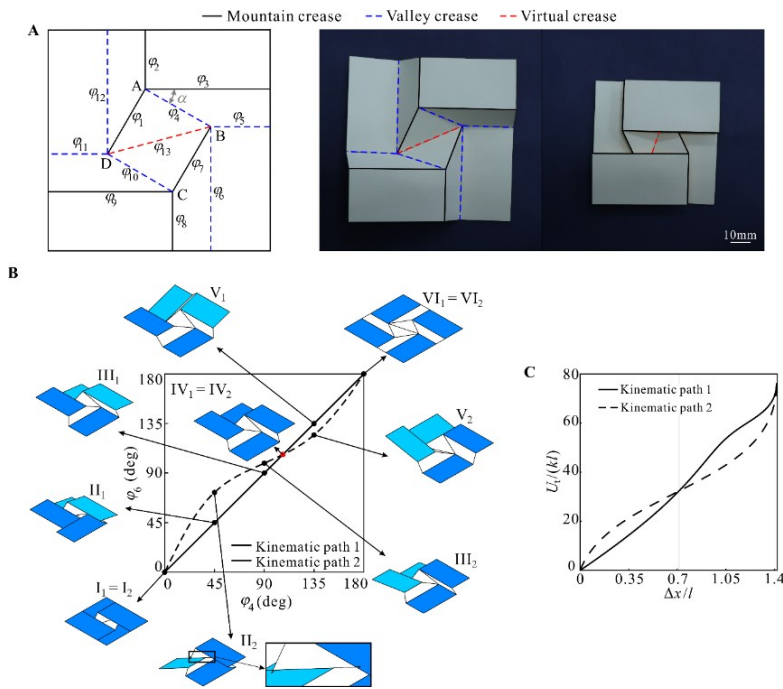 Mountain crease Valley crease Virtual crease
A
φ2
φ3
A
α
φ12
φ4
φ1
B
φ5
φ13
φ11
D
φ7
φ10
φ6
C
φ9
φ8
10mm
B
V1
VI1 = VI2
III1
IV1 = IV2
V2
II1
III2
I1 = I2
II2
180
135
90
45
0
φ6 (deg)
Kinematic path 1
Kinematic path 2
0 45 90 135 180
φ4 (deg)
C
80
60
40
20
0
Ut/(kl)
Kinematic path 1
Kinematic path 2
0 0.35 0.7 1.05 1.4
Δx/l